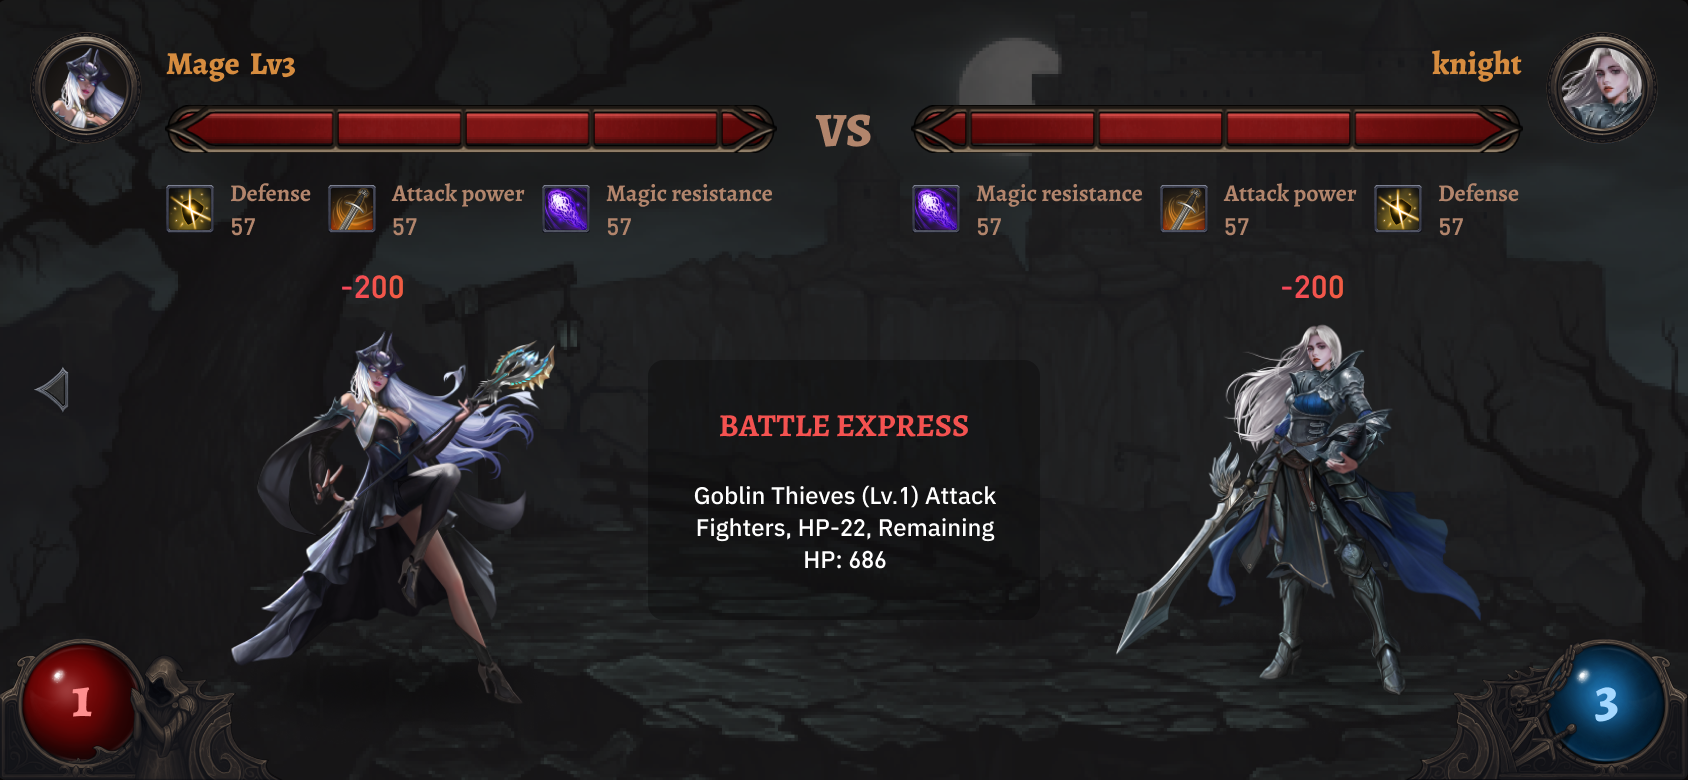 Mage Lv3
knight
VS
Defense
57
Attack power
57
Magic resistance
57
Magic resistance
57
Attack power
57
Defense
57
-200
-200
BATTLE EXPRESS
Goblin Thieves (Lv.1) Attack
Fighters, HP-22, Remaining
HP: 686
1
3